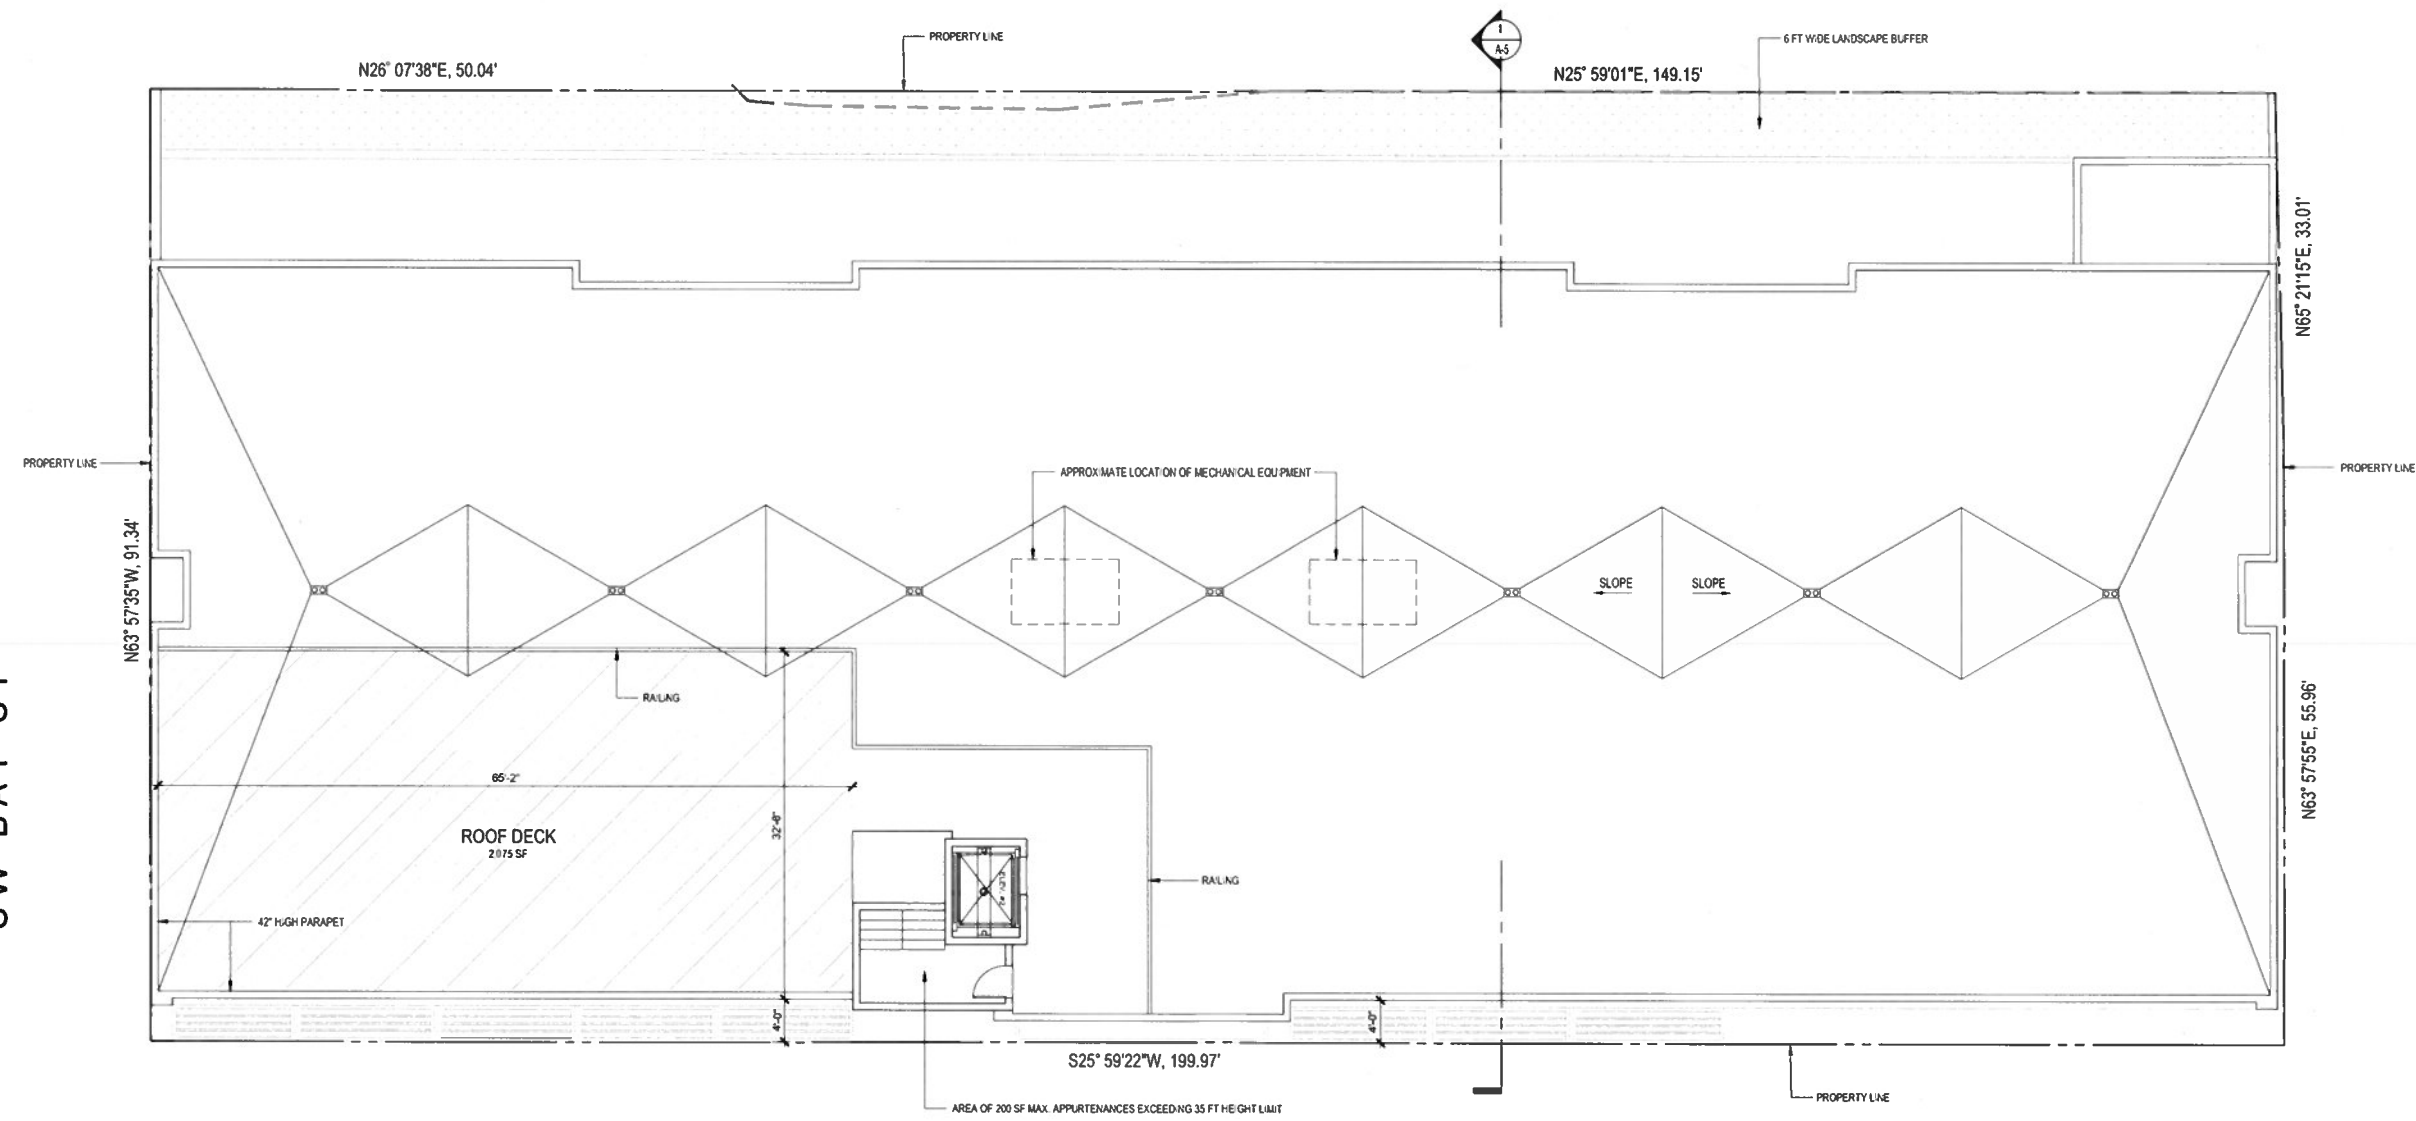 PROPERTY LINE
1
A-5
6 FT WIDE LANDSCAPE BUFFER
N26° 07'38"E, 50.04'
N25° 59'01"E, 149.15'
N65° 21'15"E, 33.01'
PROPERTY LINE
APPROXIMATE LOCATION OF MECHANICAL EQUIPMENT
PROPERTY LINE
N63° 57'35"W, 91.34'
SLOPE
SLOPE
RAILING
N63° 57'55"E, 55.96'
65'-2"
ROOF DECK
2075 SF
RAILING
42" HIGH PARAPET
4'-0"
4'-0"
S25° 59'22"W, 199.97'
AREA OF 200 SF MAX. APPURTENANCES EXCEEDING 35 FT HEIGHT LIMIT
PROPERTY LINE